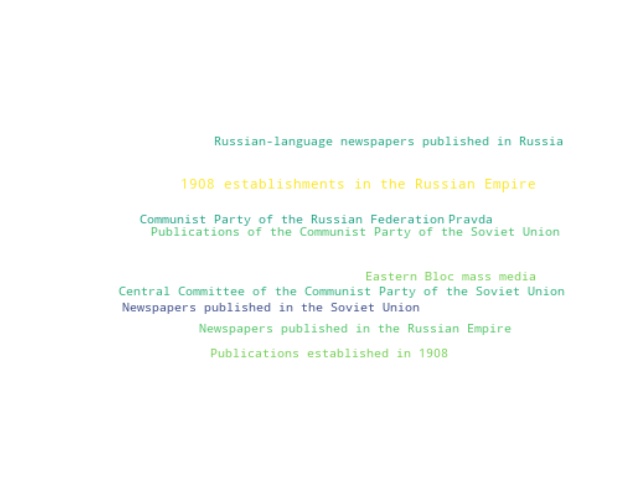 Russian-language newspapers published in Russia
1908 establishments in the Russian Empire
Communist Party of the Russian Federation Pravda
Publications of the Communist Party of the Soviet Union
Eastern Bloc mass media
Central Committee of the Communist Party of the Soviet Union
Newspapers published in the Soviet Union
Newspapers published in the Russian Empire
Publications established in 1908